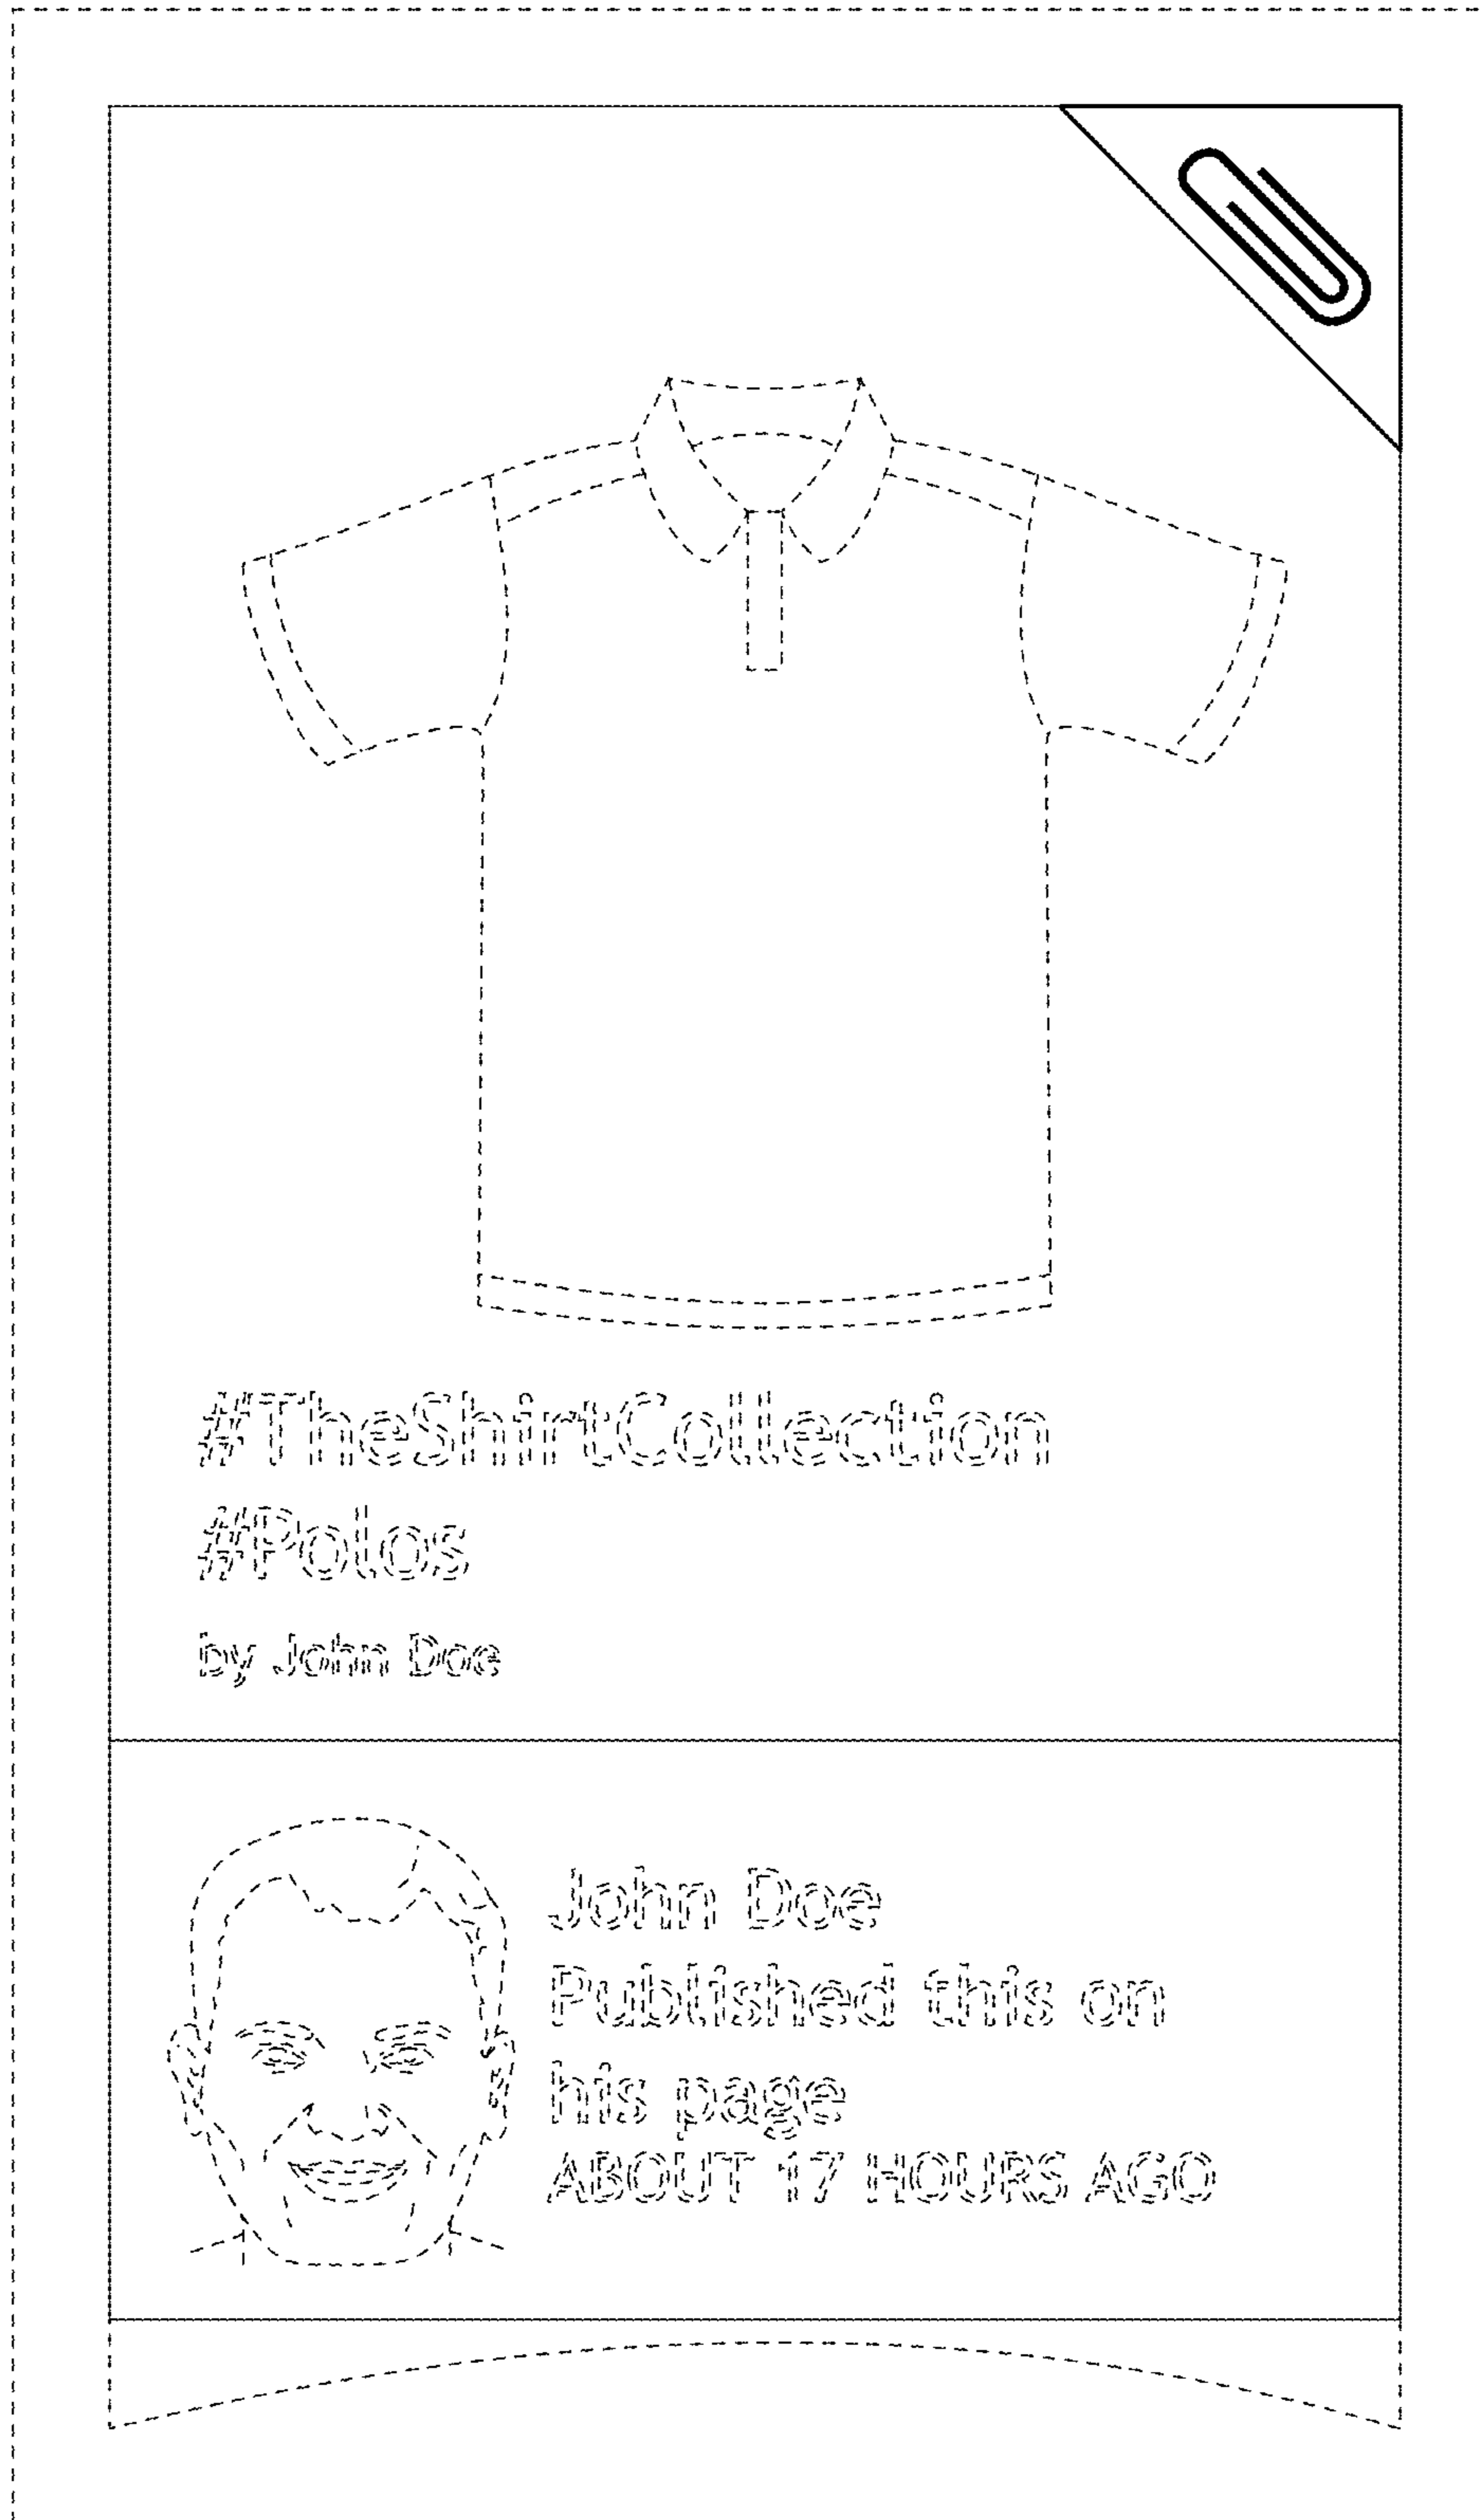 #TheShirtCollection
#Polos
by John Doe
John Doe
Published this on
his page
ABOUT 17 HOURS AGO